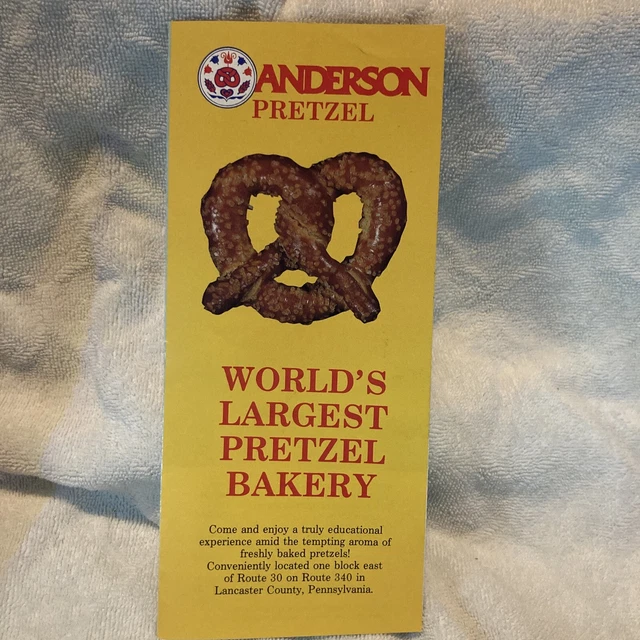 ANDERSON
PRETZEL
WORLD'S
LARGEST
PRETZEL
BAKERY
Come and enjoy a truly educational
experience amid the tempting aroma of
freshly baked pretzels!
Conveniently located one block east
of Route 30 on Route 340 in
Lancaster County, Pennsylvania.